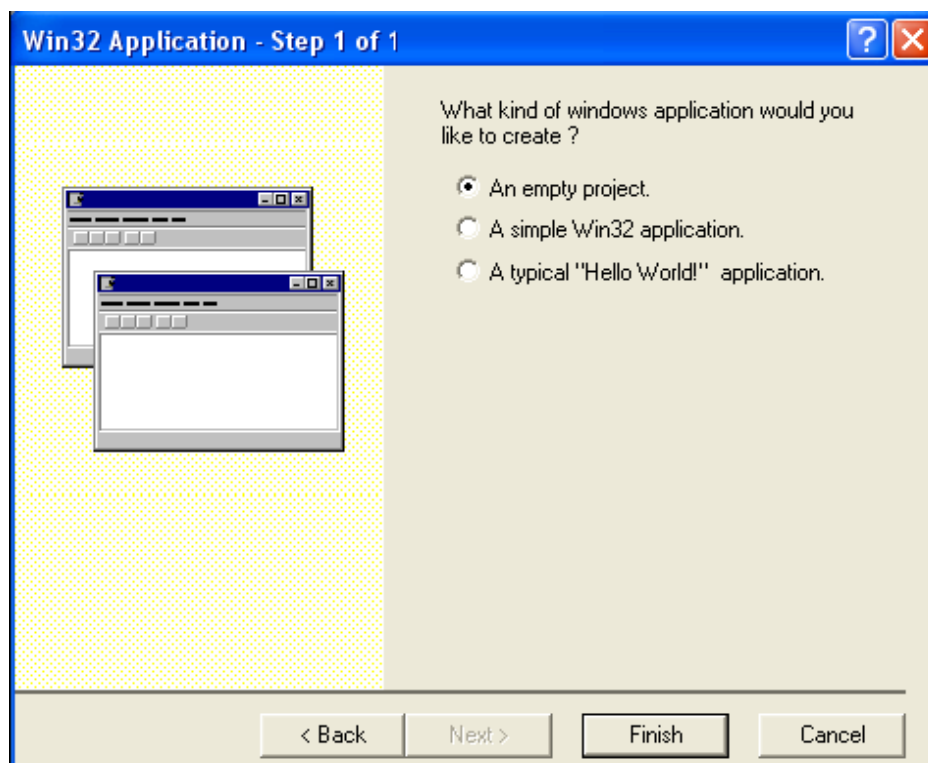 Win32 Application - Step 1 of 1
What kind of windows application would you
like to create ?
An empty project.
A simple Win32 application.
A typical "Hello World!" application.
< Back
Next >
Finish
Cancel